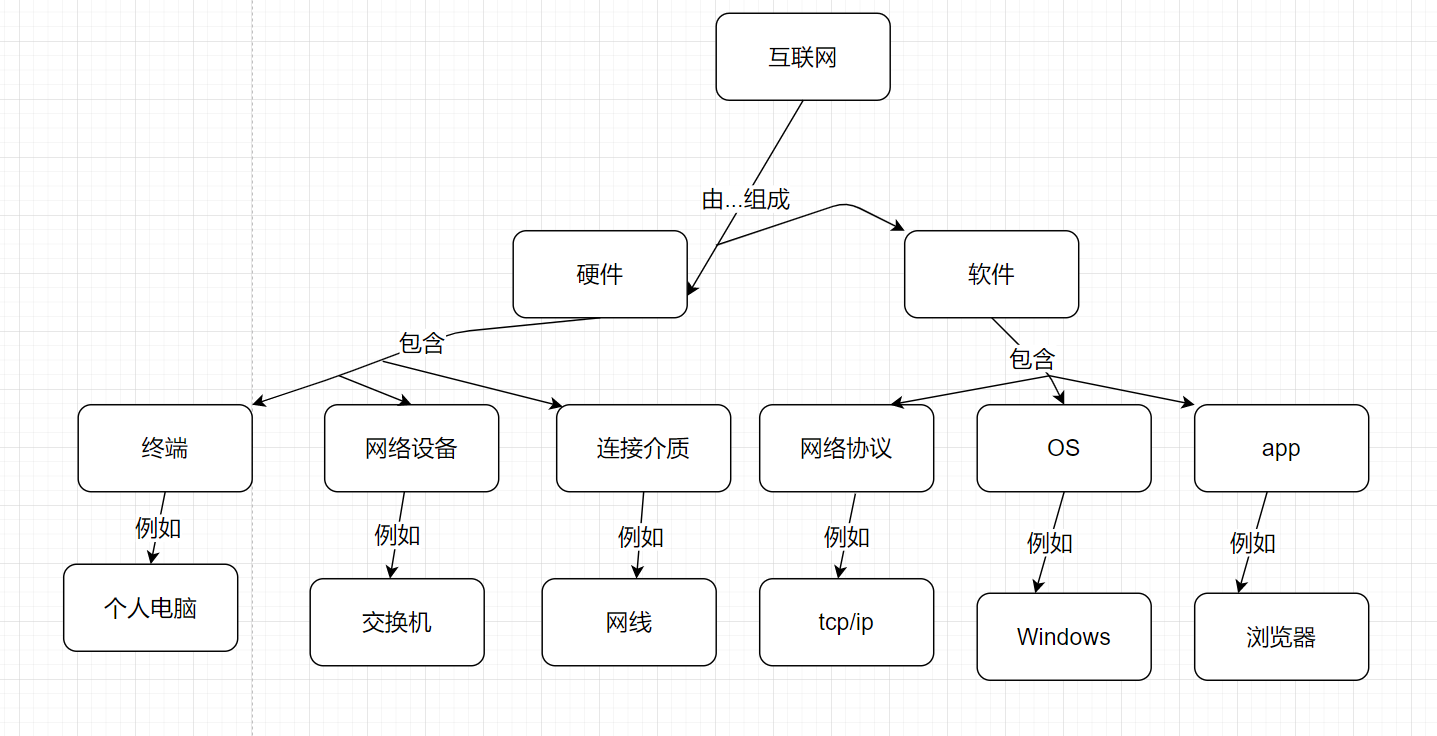 互联网
由...组成
硬件
软件
包含
包含
终端
网络设备
连接介质
网络协议
OS
app
例如
例如
例如
例如
例如
例如
个人电脑
交换机
网线
tcp/ip
Windows
浏览器